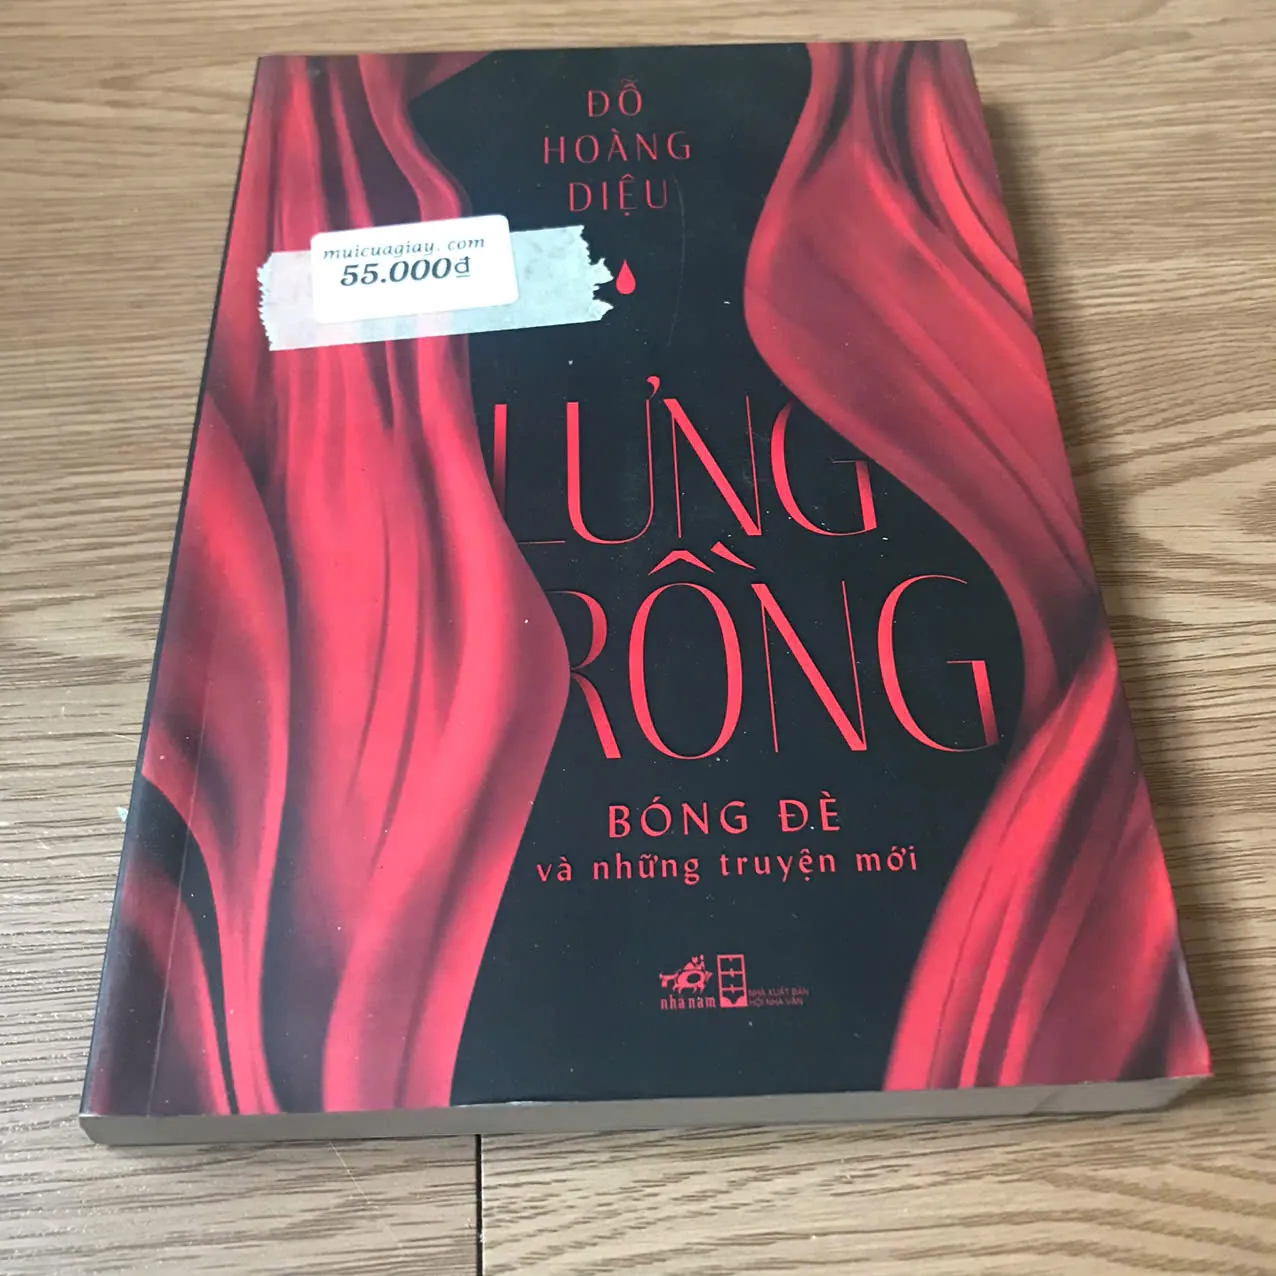 ĐỖ
HOÀNG
DIỆU
muicuagiay.com
55.000đ
LƯNG
RỒNG
BÓNG ĐÈ
và những truyện mới
nhã nam
NHÀ XUẤT BẢN
HỘI NHÀ VĂN